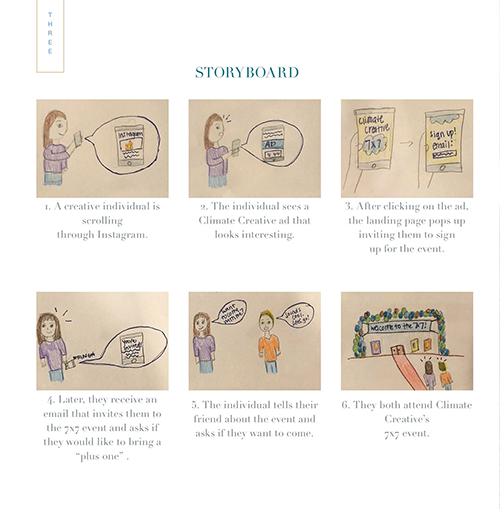 THREE
STORYBOARD
Instagram
AD
Climate
Creative
7x7
sign up!
email:
1. A creative individual is
scrolling
through Instagram.
2. The individual sees a
Climate Creative ad that
looks interesting.
3. After clicking on the ad,
the landing page pops up
inviting them to sign
up for the event.
You're
invited
want
welcome to the 7x7!
4. Later, they receive an
email that invites them to
the 7x7 event and asks if
they would like to bring a
“plus one” .
5. The individual tells their
friend about the event and
asks if they want to come.
6. They both attend Climate
Creative's
7x7 event.